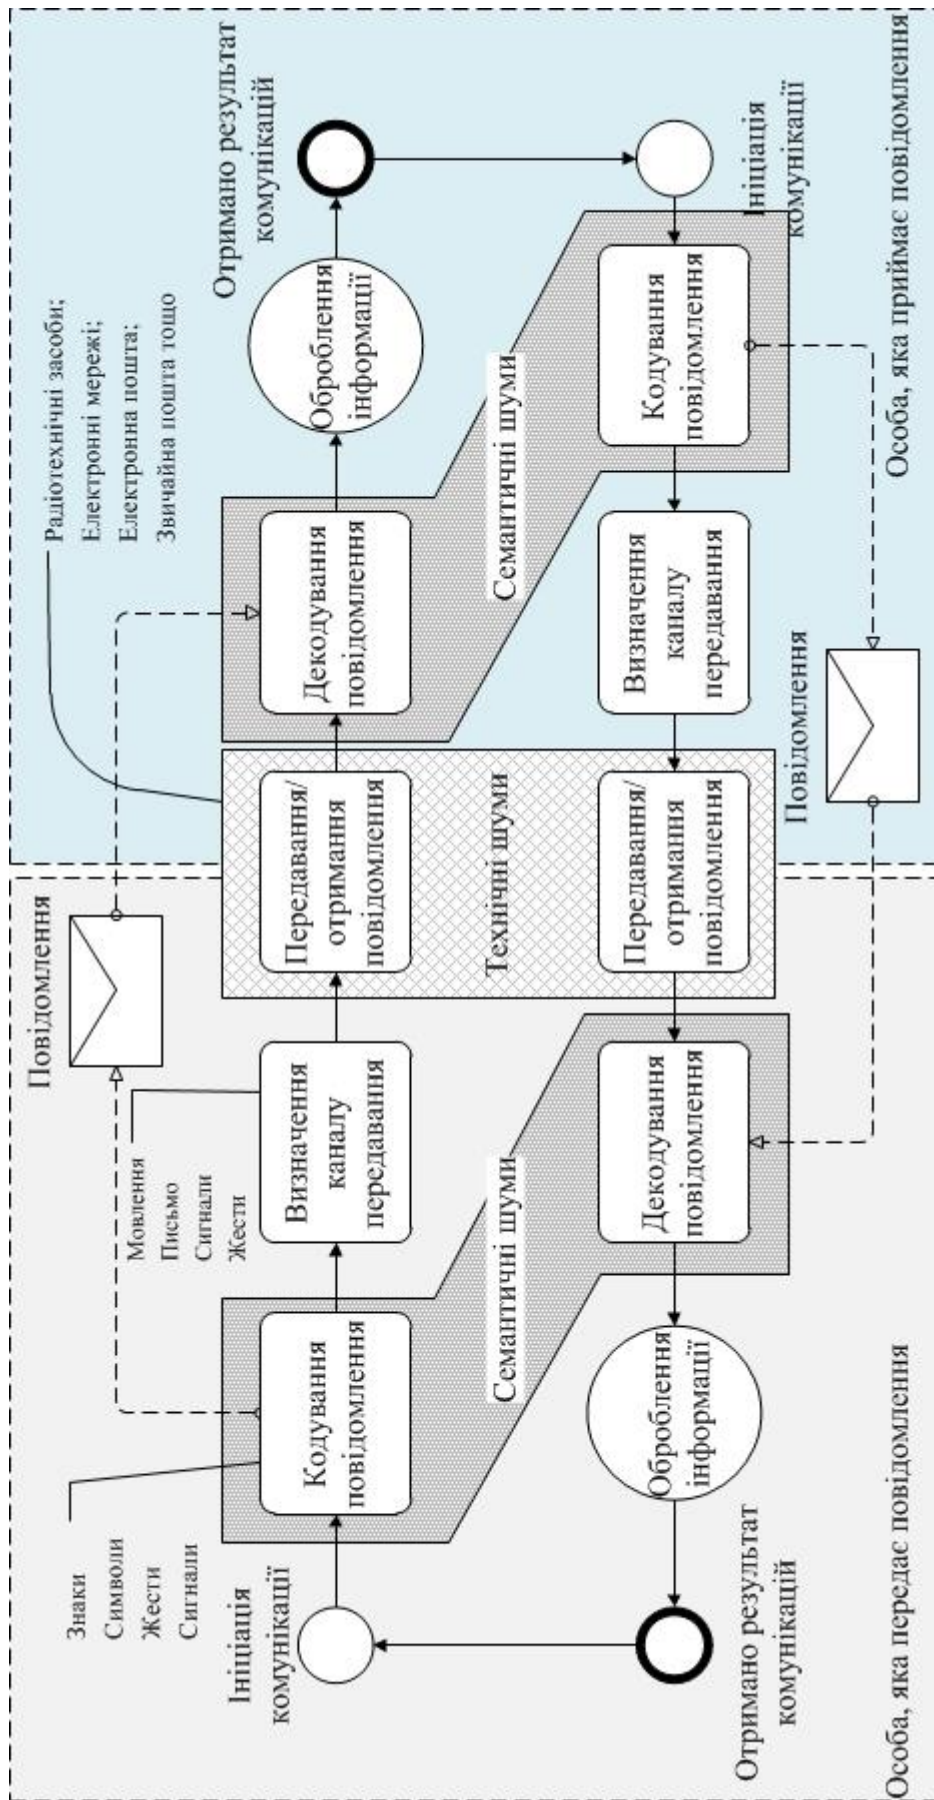 Знаки
Символи
Жести
Сигнали
Мовлення
Письмо
Сигнали
Жести
Повідомлення
Радіотехнічні засоби;
Електронні мережі;
Електронна пошта;
Звичайна пошта тощо
Ініціація
комунікації
Кодування
повідомлення
Визначення
каналу
передавання
Передавання/
отримання
повідомлення
Декодування
повідомлення
Оброблення
інформації
Отримано результат
комунікацій
Семантичні шуми
Технічні шуми
Семантичні шуми
Отримано результат
комунікацій
Оброблення
інформації
Декодування
повідомлення
Передавання/
отримання
повідомлення
Визначення
каналу
передавання
Кодування
повідомлення
Ініціація
комунікації
Повідомлення
Особа, яка передає повідомлення
Особа, яка приймає повідомлення